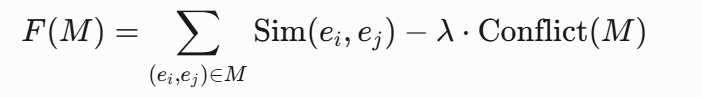 F(M) = ∑_{(e_i,e_j)∈M} Sim(e_i, e_j) − λ · Conflict(M)